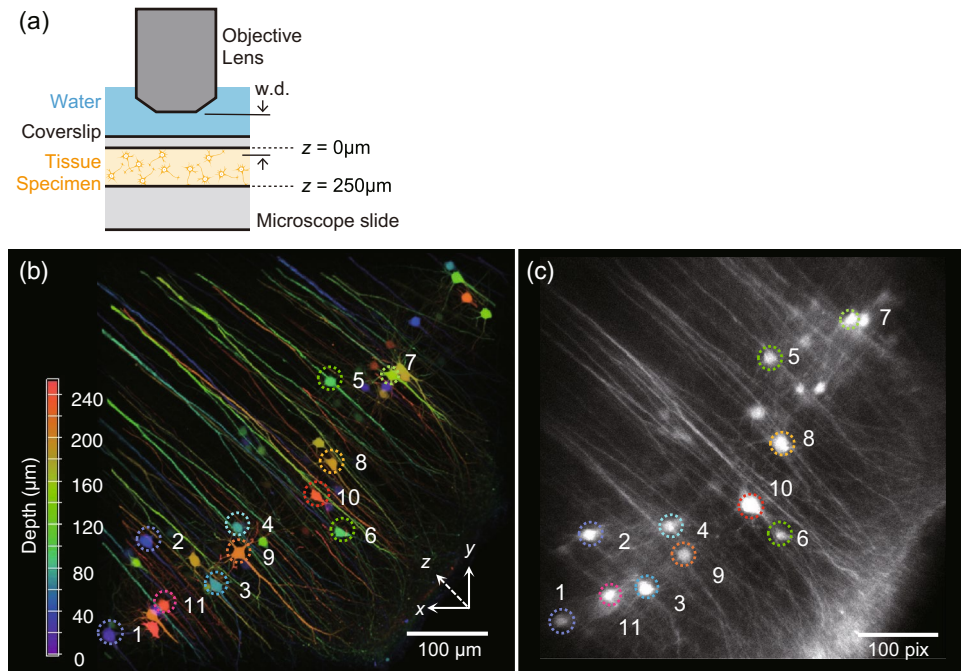 (a)
Objective
Lens
w.d.
Water
Coverslip
z = 0µm
Tissue
Specimen
z = 250µm
Microscope slide
(b)
7
5
240
200
160
120
80
40
0
Depth (µm)
8
10
4
6
2
9
3
11
1
z
y
x
100 µm
(c)
7
5
8
10
4
2
6
9
1
3
11
100 pix